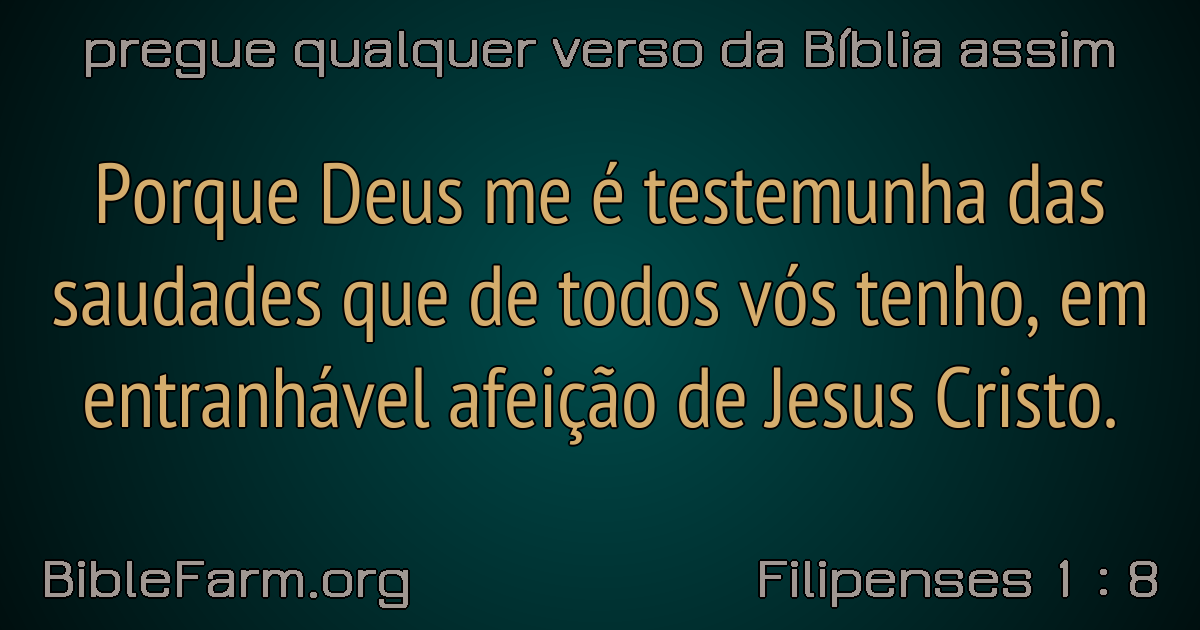 pregue qualquer verso da Bíblia assim
Porque Deus me é testemunha das
saudades que de todos vós tenho, em
entranhável afeição de Jesus Cristo.
BibleFarm.org
Filipenses 1 : 8